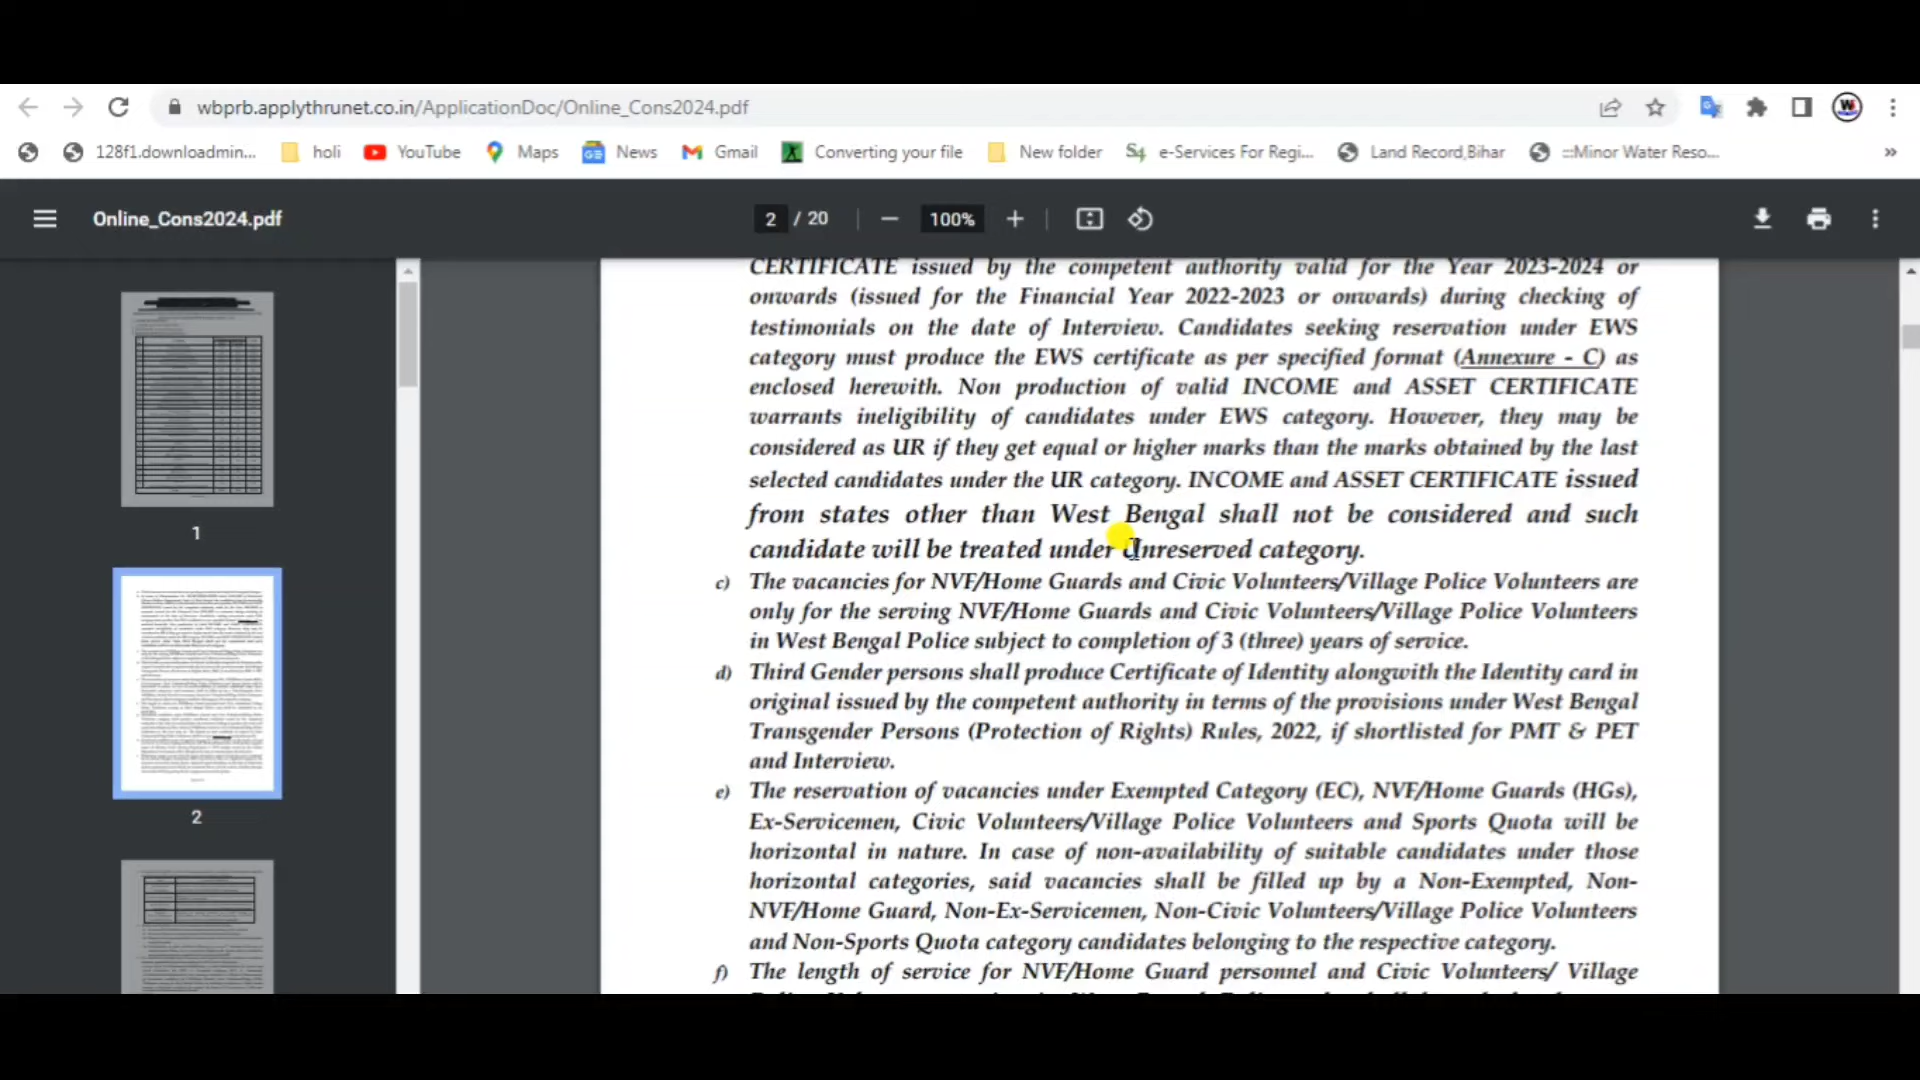 wbprb.applythrunet.co.in/ApplicationDoc/Online_Cons2024.pdf
128f1.downloadmin... holi YouTube Maps News Gmail Converting your file New folder e-Services For Regi... Land Record,Bihar :::Minor Water Reso... »
Online_Cons2024.pdf 2 / 20 100%
CERTIFICATE issued by the competent authority valid for the Year 2023-2024 or
onwards (issued for the Financial Year 2022-2023 or onwards) during checking of
testimonials on the date of Interview. Candidates seeking reservation under EWS
category must produce the EWS certificate as per specified format (Annexure - C) as
enclosed herewith. Non production of valid INCOME and ASSET CERTIFICATE
warrants ineligibility of candidates under EWS category. However, they may be
considered as UR if they get equal or higher marks than the marks obtained by the last
selected candidates under the UR category. INCOME and ASSET CERTIFICATE issued
from states other than West Bengal shall not be considered and such
candidate will be treated under Unreserved category.
c) The vacancies for NVF/Home Guards and Civic Volunteers/Village Police Volunteers are
only for the serving NVF/Home Guards and Civic Volunteers/Village Police Volunteers
in West Bengal Police subject to completion of 3 (three) years of service.
d) Third Gender persons shall produce Certificate of Identity alongwith the Identity card in
original issued by the competent authority in terms of the provisions under West Bengal
Transgender Persons (Protection of Rights) Rules, 2022, if shortlisted for PMT & PET
and Interview.
e) The reservation of vacancies under Exempted Category (EC), NVF/Home Guards (HGs),
Ex-Servicemen, Civic Volunteers/Village Police Volunteers and Sports Quota will be
horizontal in nature. In case of non-availability of suitable candidates under those
horizontal categories, said vacancies shall be filled up by a Non-Exempted, Non-
NVF/Home Guard, Non-Ex-Servicemen, Non-Civic Volunteers/Village Police Volunteers
and Non-Sports Quota category candidates belonging to the respective category.
f) The length of service for NVF/Home Guard personnel and Civic Volunteers/ Village
1
2